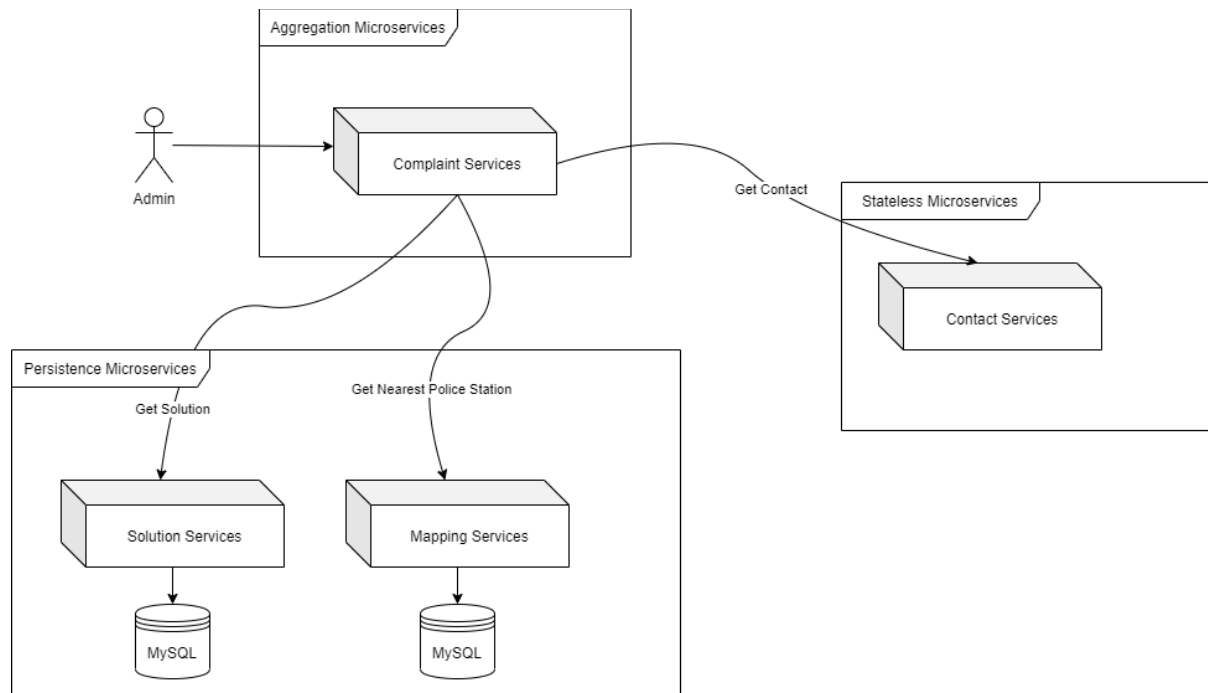 Aggregation Microservices
Complaint Services
Admin
Get Contact
Stateless Microservices
Contact Services
Persistence Microservices
Get Solution
Get Nearest Police Station
Solution Services
Mapping Services
MySQL
MySQL